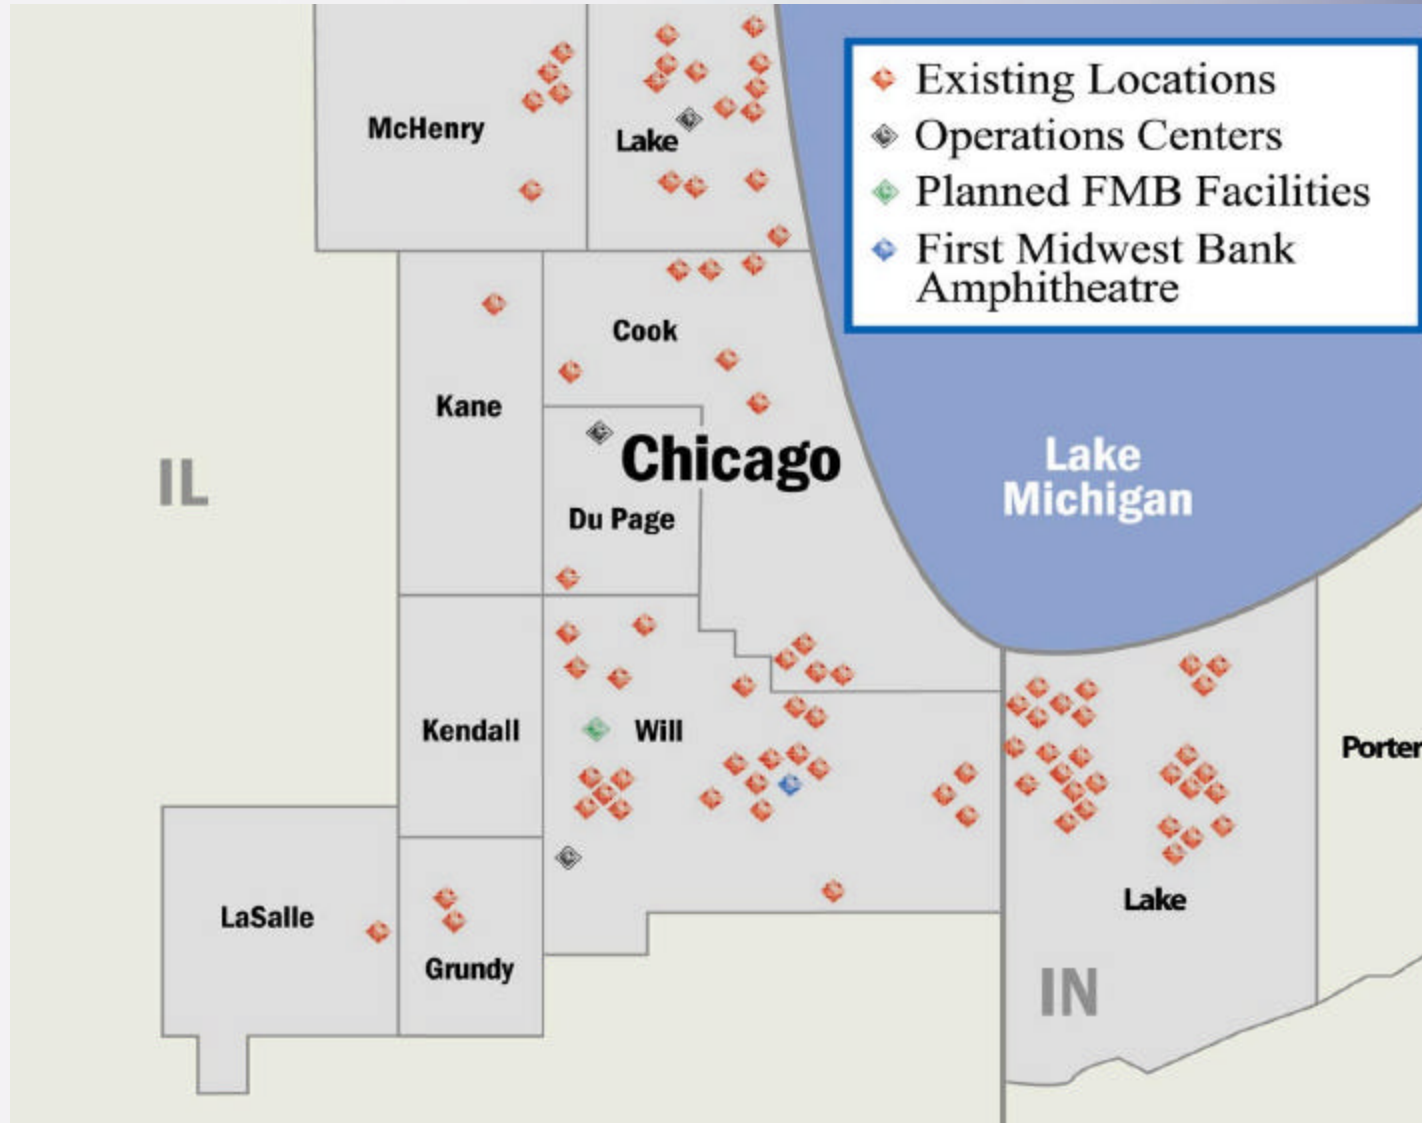 McHenry
Lake
Existing Locations
Operations Centers
Planned FMB Facilities
First Midwest Bank
Amphitheatre
Cook
Kane
Chicago
Lake
Michigan
IL
Du Page
Kendall
Will
Porter
LaSalle
Grundy
Lake
IN